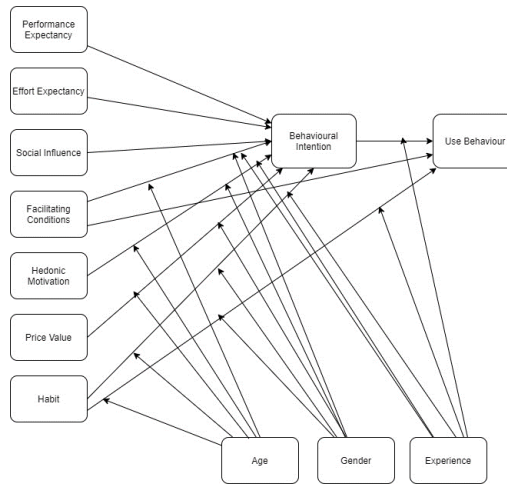 Performance
Expectancy
Effort Expectancy
Social Influence
Facilitating
Conditions
Hedonic
Motivation
Price Value
Habit
Behavioural
Intention
Use Behaviour
Age
Gender
Experience